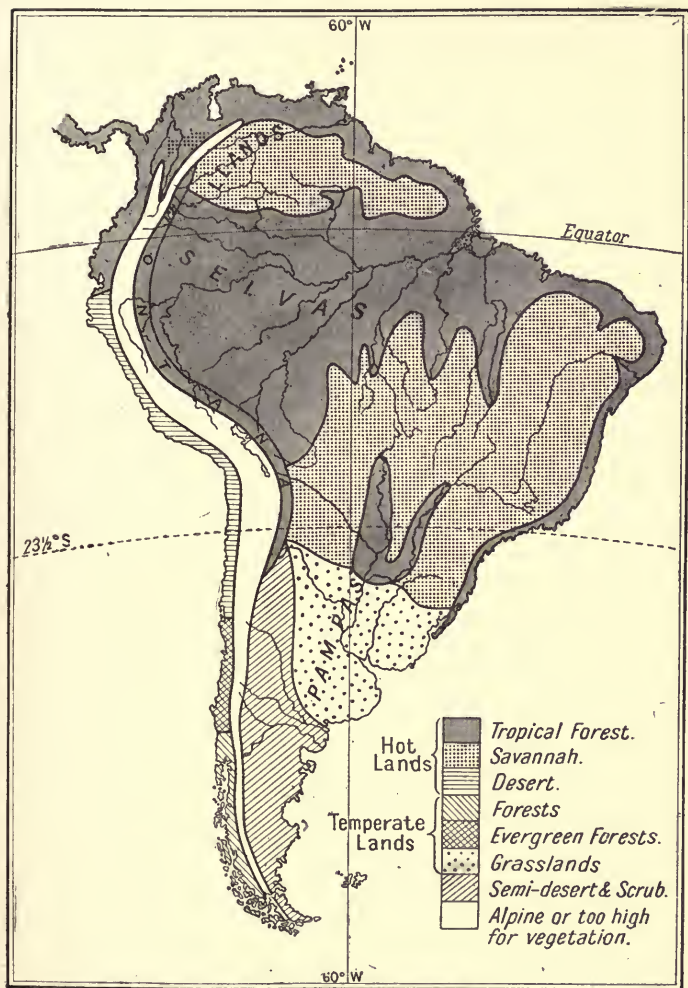 60° W
LLANOS
Equator
SELVAS
MONTANA
23½° S
PAMPAS
Hot
Lands
Temperate
Lands
Tropical Forest.
Savannah.
Desert.
Forests
Evergreen Forests.
Grasslands
Semi-desert & Scrub.
Alpine or too high
for vegetation.
60° W